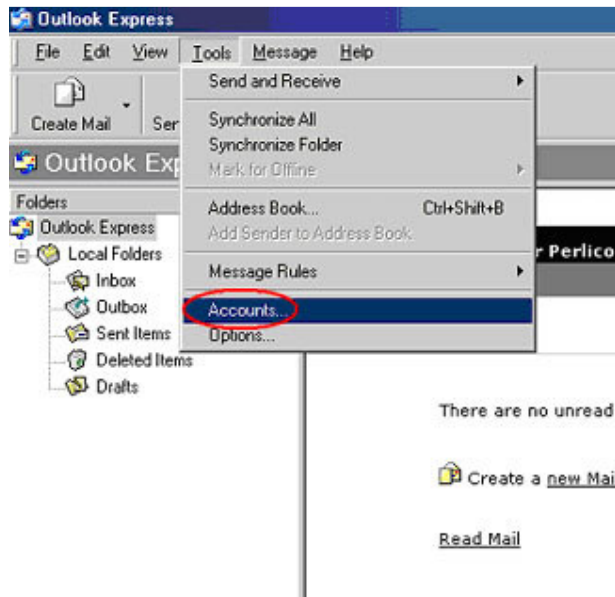 Outlook Express
File Edit View Tools Message Help
Create Mail Ser
Send and Receive
Synchronize All
Synchronize Folder
Mark for Offline
Address Book... Ctrl+Shift+B
Add Sender to Address Book
Message Rules
Accounts...
Options...
Outlook Exp
Folders
Outlook Express
Local Folders
Inbox
Outbox
Sent Items
Deleted Items
Drafts
r Perlico
There are no unread
Create a new Mai
Read Mail